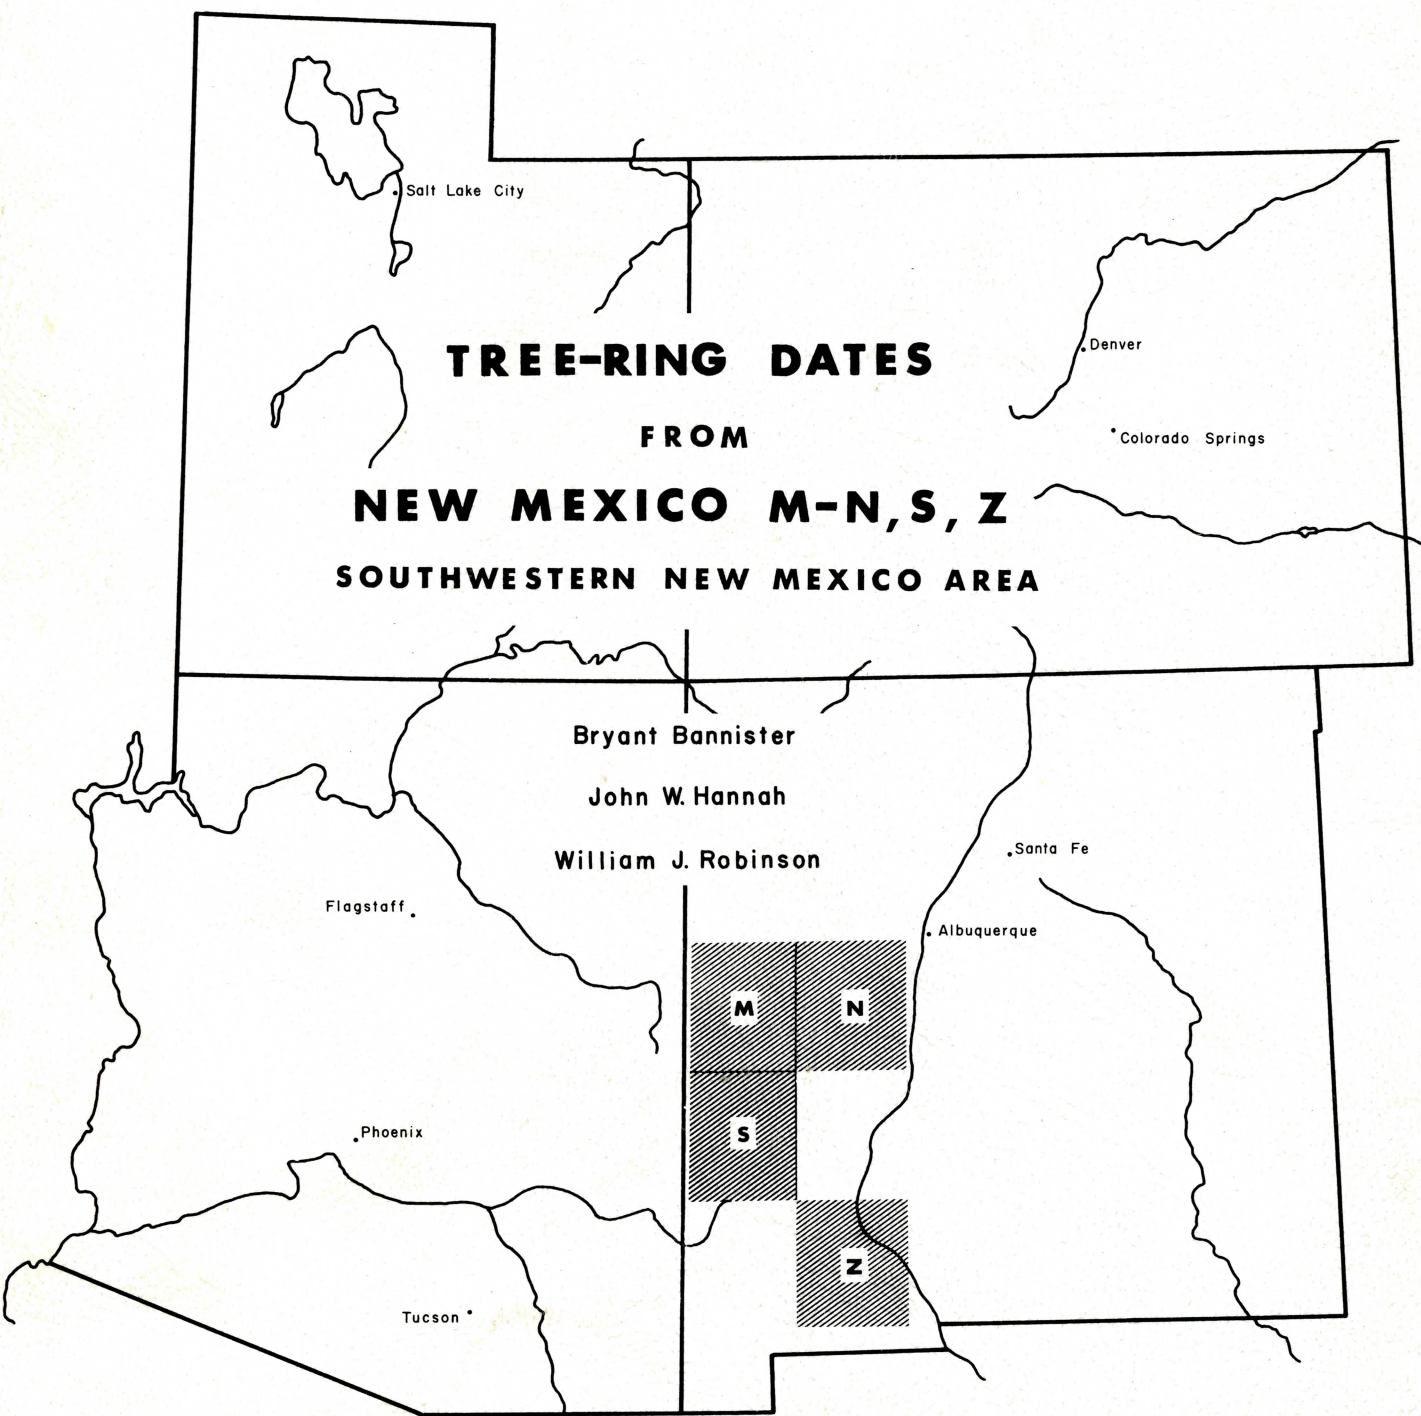 Salt Lake City
TREE-RING DATES
Denver
FROM
Colorado Springs
NEW MEXICO M-N, S, Z
SOUTHWESTERN NEW MEXICO AREA
Bryant Bannister
John W. Hannah
William J. Robinson
Santa Fe
Flagstaff
Albuquerque
M
N
S
Phoenix
Z
Tucson